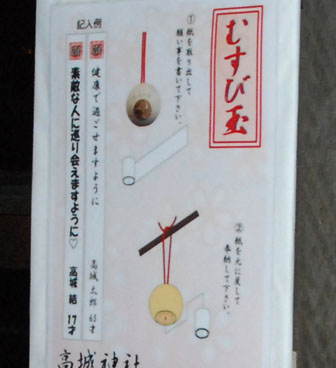 むすび玉
①紙を取り出して
願い事を書いて下さい。
②紙を元に戻して
奉納して下さい。
記入例
願 健康で過ごせますように 高城 太郎 65才
願 素敵な人に巡り会えますように♡ 高城 結 17才
高城神社